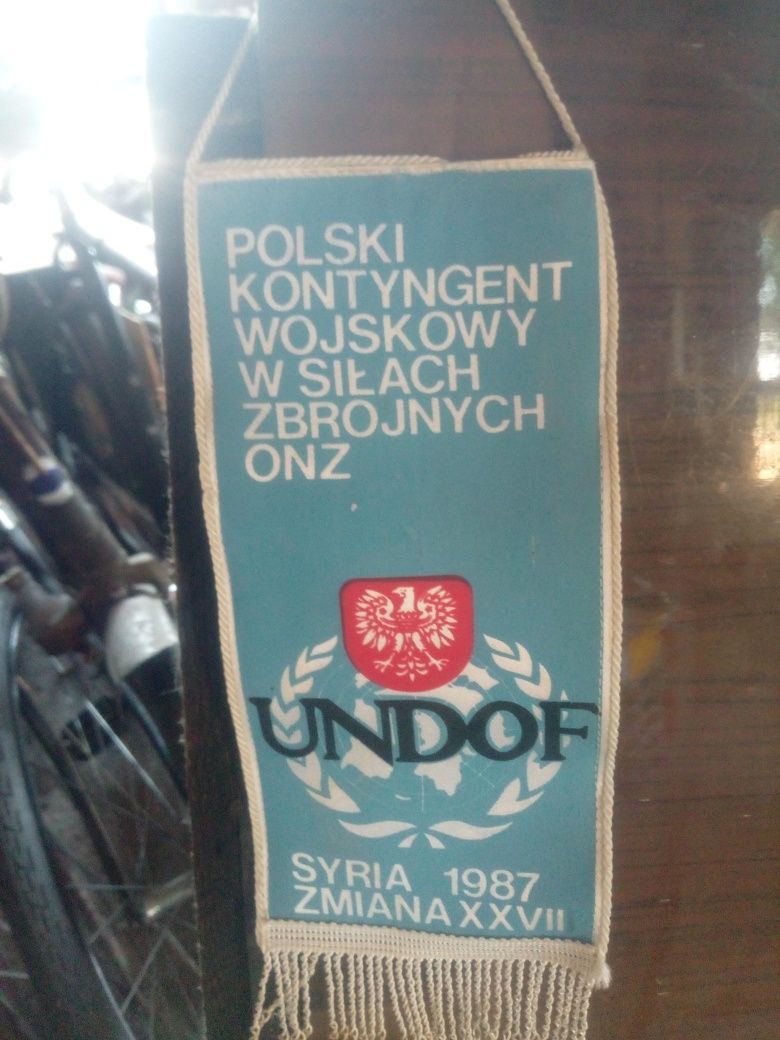 POLSKI
KONTYNGENT
WOJSKOWY
W SIŁACH
ZBROJNYCH
ONZ
UNDOF
SYRIA 1987
ZMIANA XXVII